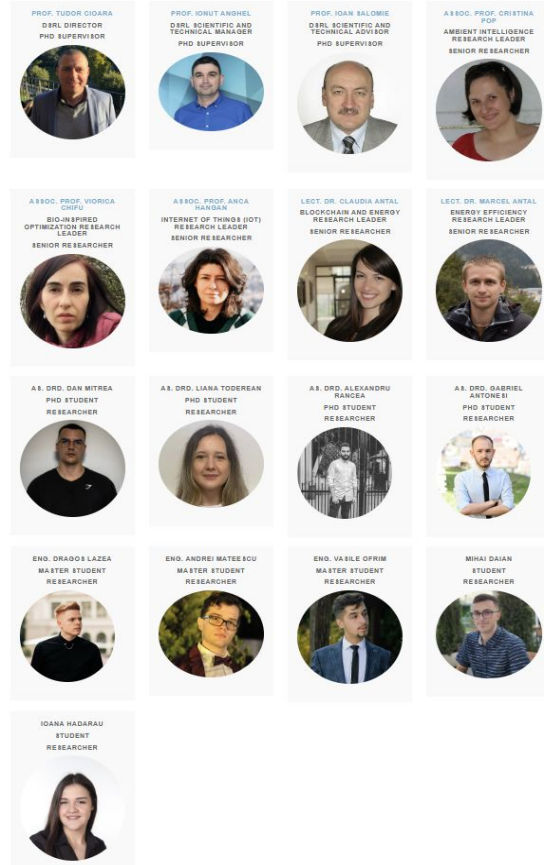 PROF. TUDOR CIOARA
DSRL DIRECTOR
PHD SUPERVISOR
PROF. IONUT ANGHEL
DSRL SCIENTIFIC AND
TECHNICAL MANAGER
PHD SUPERVISOR
PROF. IOAN SALOMIE
DSRL SCIENTIFIC AND
TECHNICAL ADVISOR
PHD SUPERVISOR
ASSOC. PROF. CRISTINA
POP
AMBIENT INTELLIGENCE
RESEARCH LEADER
SENIOR RESEARCHER
ASSOC. PROF. VIORICA
CHIFU
BIO-INSPIRED
OPTIMIZATION RESEARCH
LEADER
SENIOR RESEARCHER
ASSOC. PROF. ANCA
HANGAN
INTERNET OF THINGS (IOT)
RESEARCH LEADER
SENIOR RESEARCHER
LECT. DR. CLAUDIA ANTAL
BLOCKCHAIN AND ENERGY
RESEARCH LEADER
SENIOR RESEARCHER
LECT. DR. MARCEL ANTAL
ENERGY EFFICIENCY
RESEARCH LEADER
SENIOR RESEARCHER
AS. DRD. DAN MITREA
PHD STUDENT
RESEARCHER
AS. DRD. LIANA TODEREAN
PHD STUDENT
RESEARCHER
AS. DRD. ALEXANDRU
RANCEA
PHD STUDENT
RESEARCHER
AS. DRD. GABRIEL
ANTONESI
PHD STUDENT
RESEARCHER
ENG. DRAGOS LAZEA
MASTER STUDENT
RESEARCHER
ENG. ANDREI MATEESCU
MASTER STUDENT
RESEARCHER
ENG. VASILE OFRIM
MASTER STUDENT
RESEARCHER
MIHAI DAIAN
STUDENT
RESEARCHER
IOANA HADARAU
STUDENT
RESEARCHER